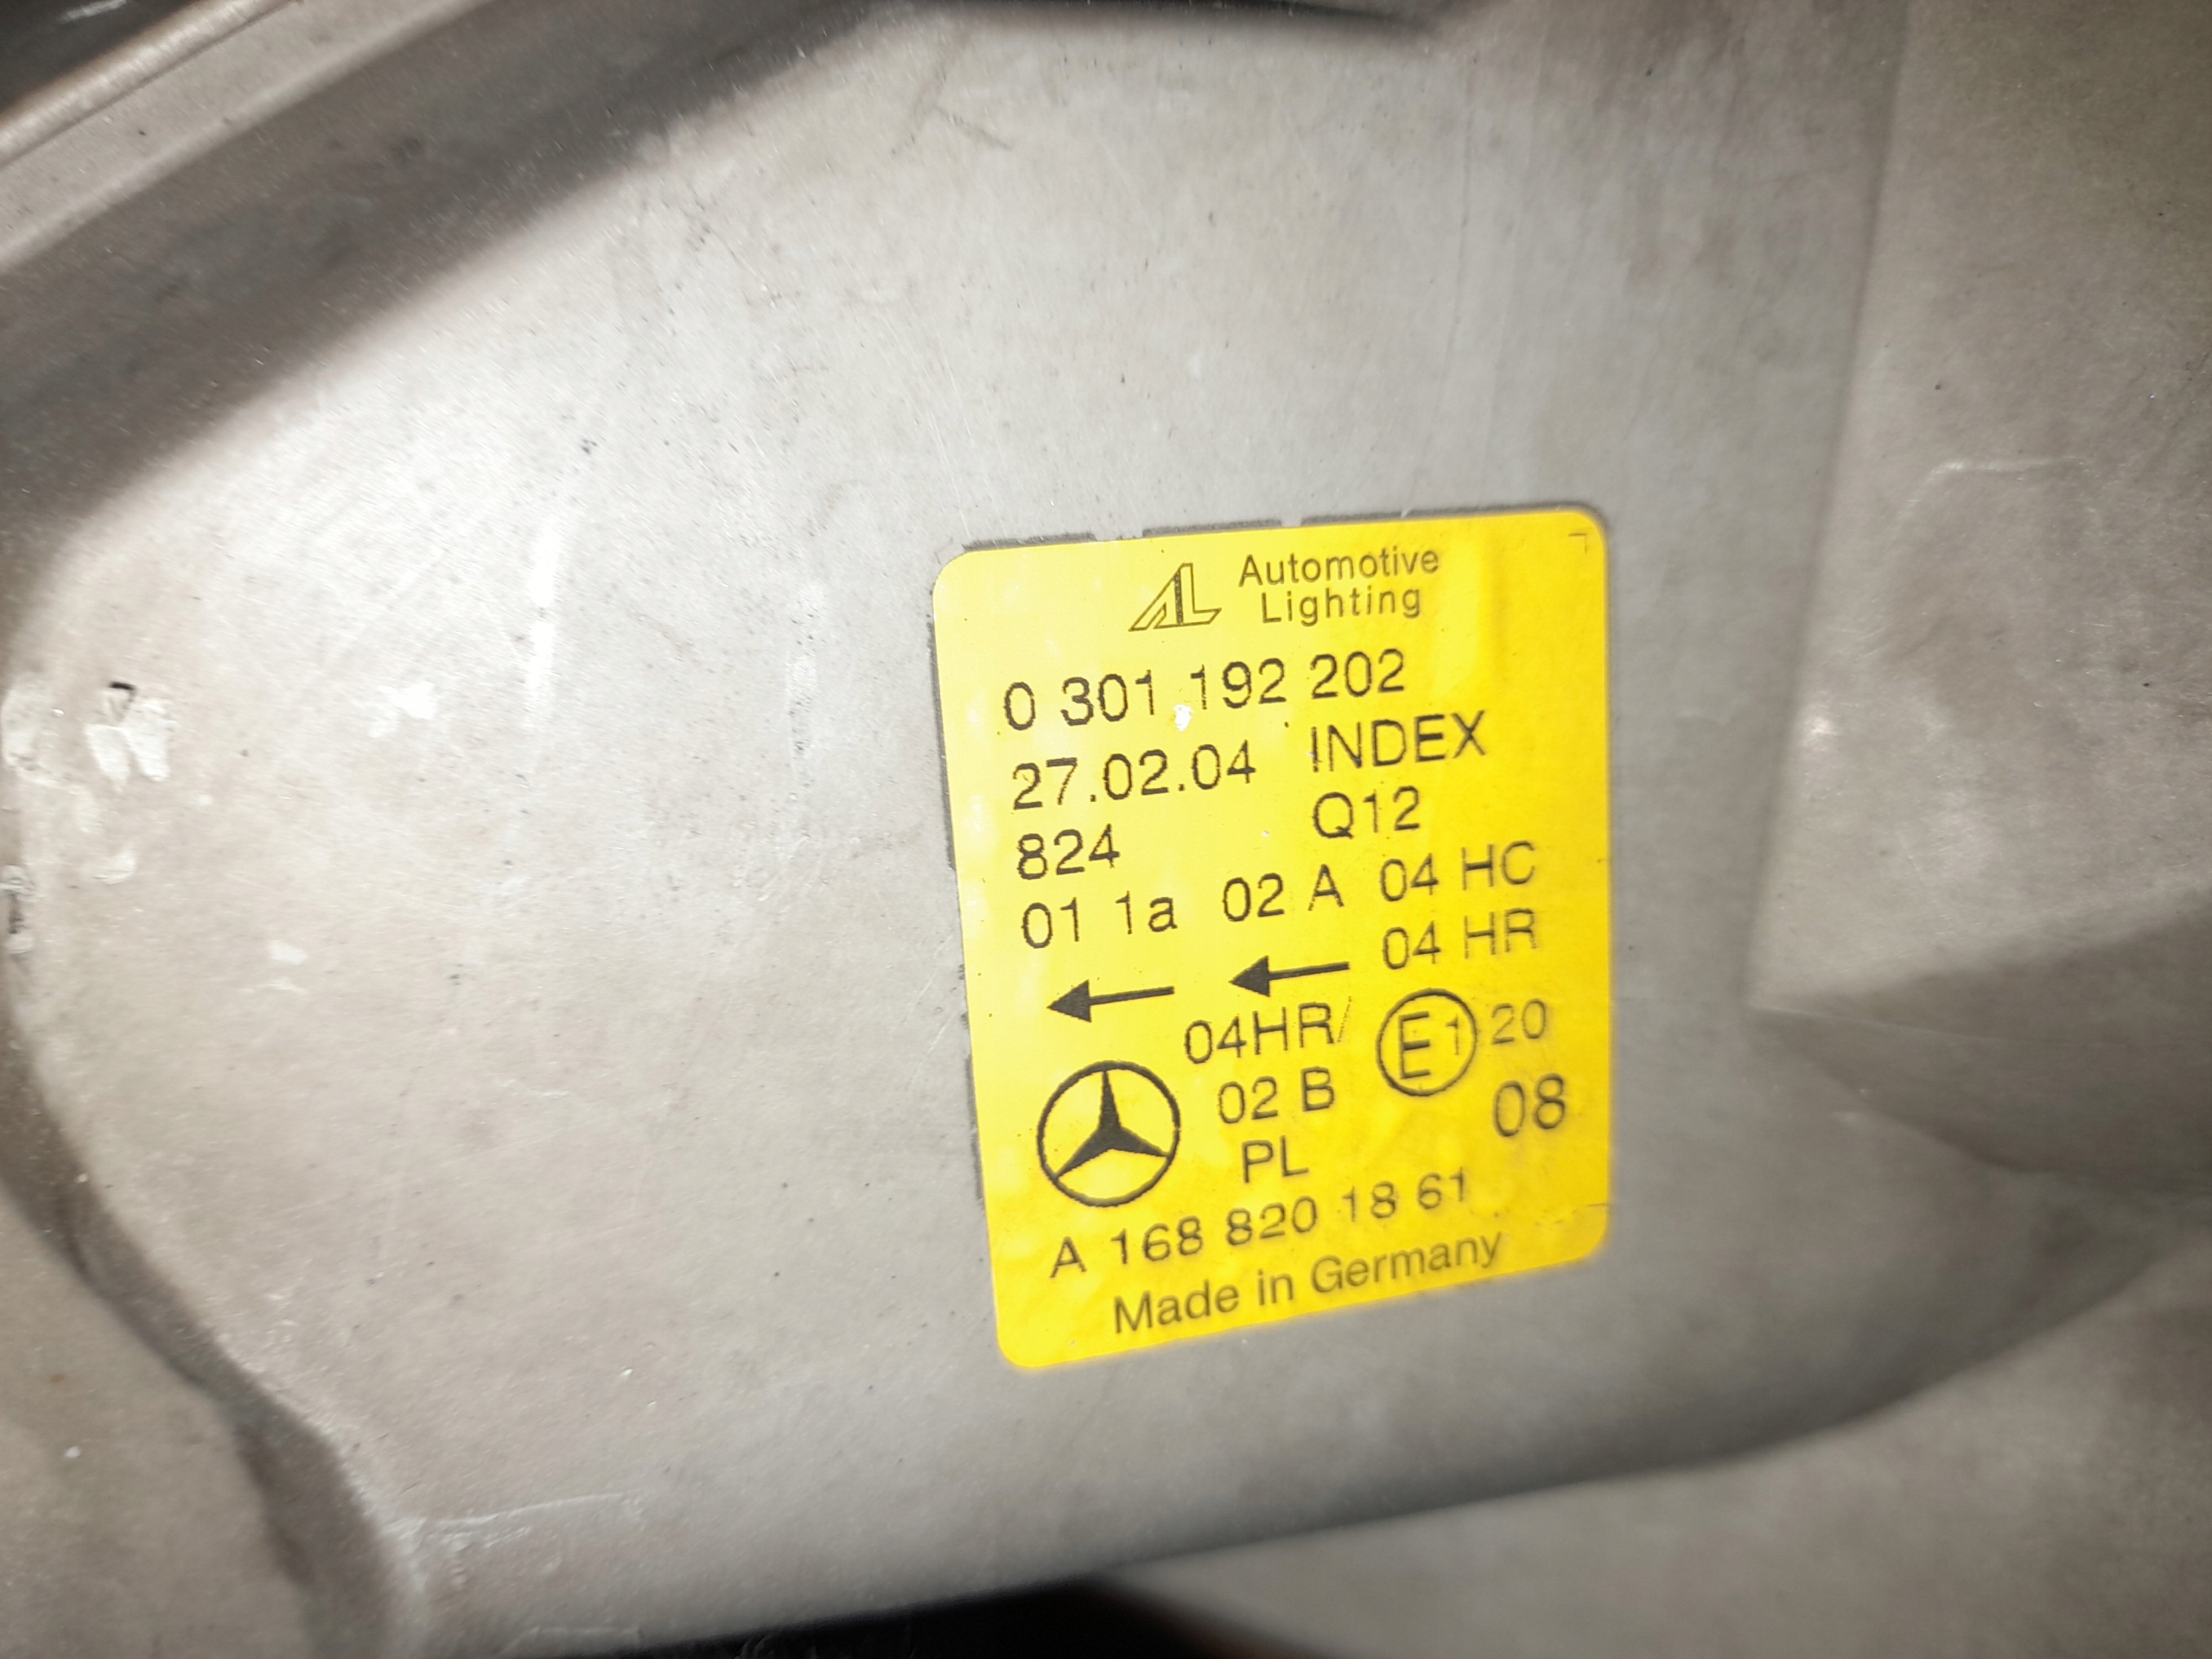 AL Automotive
Lighting
0 301 192 202
27.02.04 INDEX
824 Q12
01 1a 02 A 04 HC
04 HR
04HR/ E1 20
02 B 08
PL
A 168 820 18 61
Made in Germany